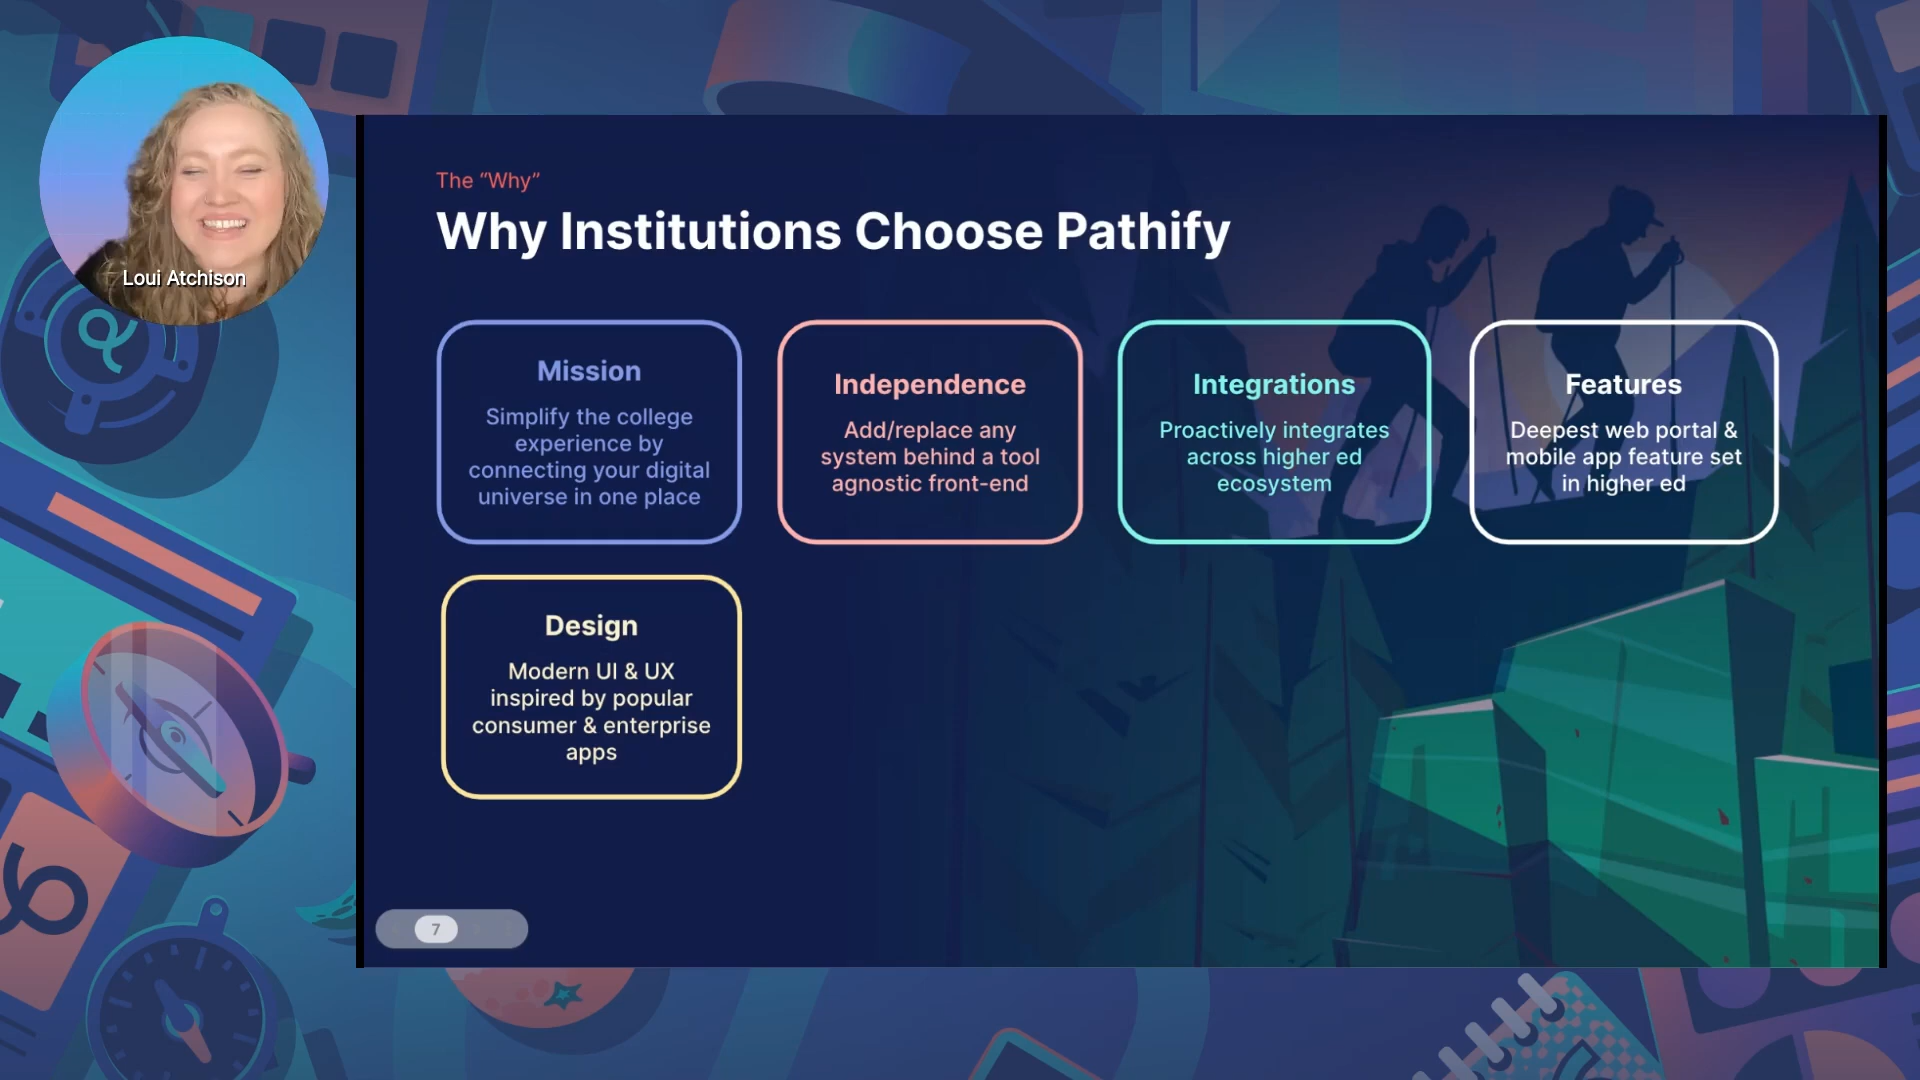 Loui Atchison
The “Why”
Why Institutions Choose Pathify
Mission
Simplify the college
experience by
connecting your digital
universe in one place
Independence
Add/replace any
system behind a tool
agnostic front-end
Integrations
Proactively integrates
across higher ed
ecosystem
Features
Deepest web portal &
mobile app feature set
in higher ed
Design
Modern UI & UX
inspired by popular
consumer & enterprise
apps
7